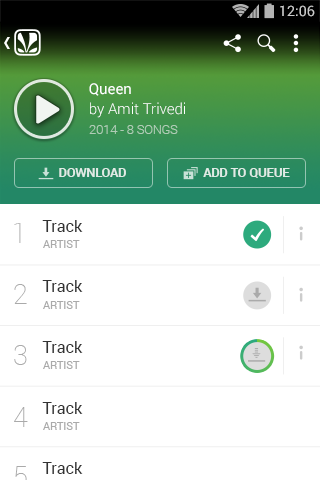 12:06
Queen
by Amit Trivedi
2014 - 8 SONGS
DOWNLOAD
ADD TO QUEUE
1
Track
ARTIST
2
Track
ARTIST
3
Track
ARTIST
4
Track
ARTIST
5
Track